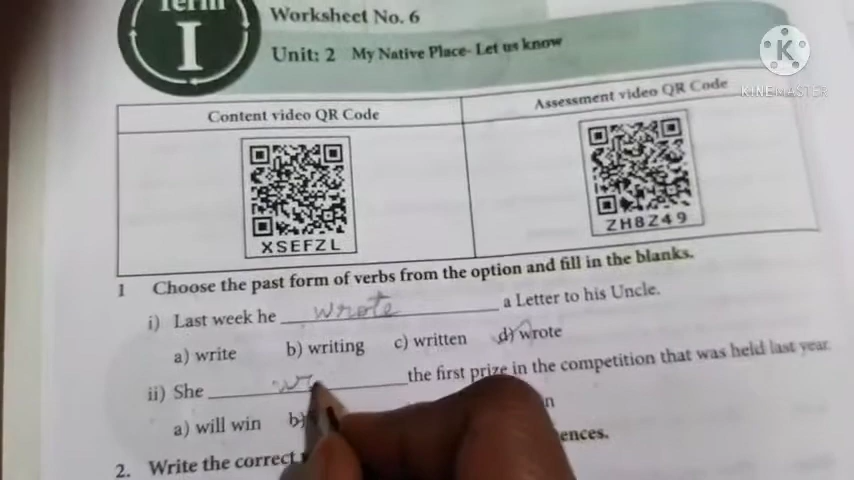 Term
I
Worksheet No. 6
Unit: 2 My Native Place- Let us know
K
KINEMASTER
Content video QR Code
Assessment video QR Code
XSEFZL
ZH8Z49
1 Choose the past form of verbs from the option and fill in the blanks.
i) Last week he wrote a Letter to his Uncle.
a) write b) writing c) written d) wrote
ii) She the first prize in the competition that was held last year.
a) will win b)
2. Write the correct